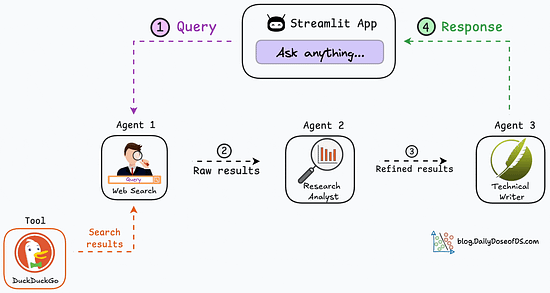 1 Query
Streamlit App
Ask anything...
4 Response
Agent 1
Query
Web Search
2
Raw results
Agent 2
Research
Analyst
3
Refined results
Agent 3
Technical
Writer
Tool
DuckDuckGo
Search
results
blog.DailyDoseofDS.com